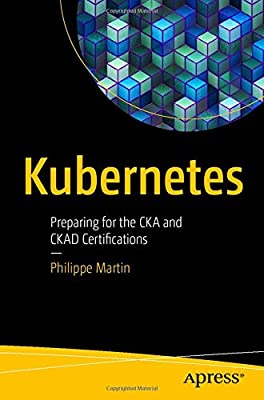 Kubernetes
Preparing for the CKA and
CKAD Certifications
—
Philippe Martin
Apress®